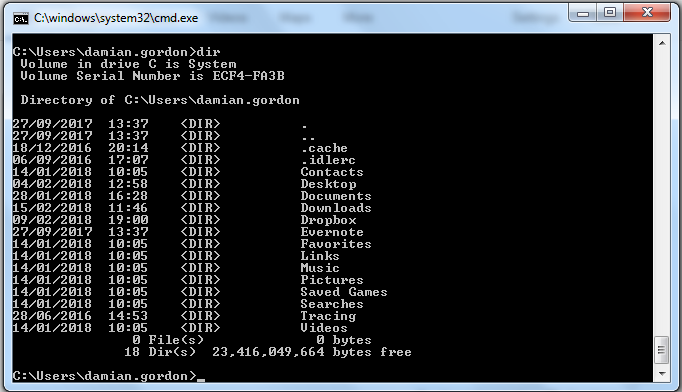 C:\windows\system32\cmd.exe
C:\Users\damian.gordon>dir
 Volume in drive C is System
 Volume Serial Number is ECF4-FA3B

 Directory of C:\Users\damian.gordon

27/09/2017  13:37    <DIR>          .
27/09/2017  13:37    <DIR>          ..
18/12/2016  20:14    <DIR>          .cache
06/09/2016  17:07    <DIR>          .idlerc
14/01/2018  10:05    <DIR>          Contacts
04/02/2018  12:58    <DIR>          Desktop
28/01/2018  16:28    <DIR>          Documents
15/02/2018  11:46    <DIR>          Downloads
09/02/2018  19:00    <DIR>          Dropbox
27/09/2017  13:37    <DIR>          Evernote
14/01/2018  10:05    <DIR>          Favorites
14/01/2018  10:05    <DIR>          Links
14/01/2018  10:05    <DIR>          Music
14/01/2018  10:05    <DIR>          Pictures
14/01/2018  10:05    <DIR>          Saved Games
14/01/2018  10:05    <DIR>          Searches
28/06/2016  14:53    <DIR>          Tracing
14/01/2018  10:05    <DIR>          Videos
               0 File(s)              0 bytes
              18 Dir(s)  23,416,049,664 bytes free

C:\Users\damian.gordon>_